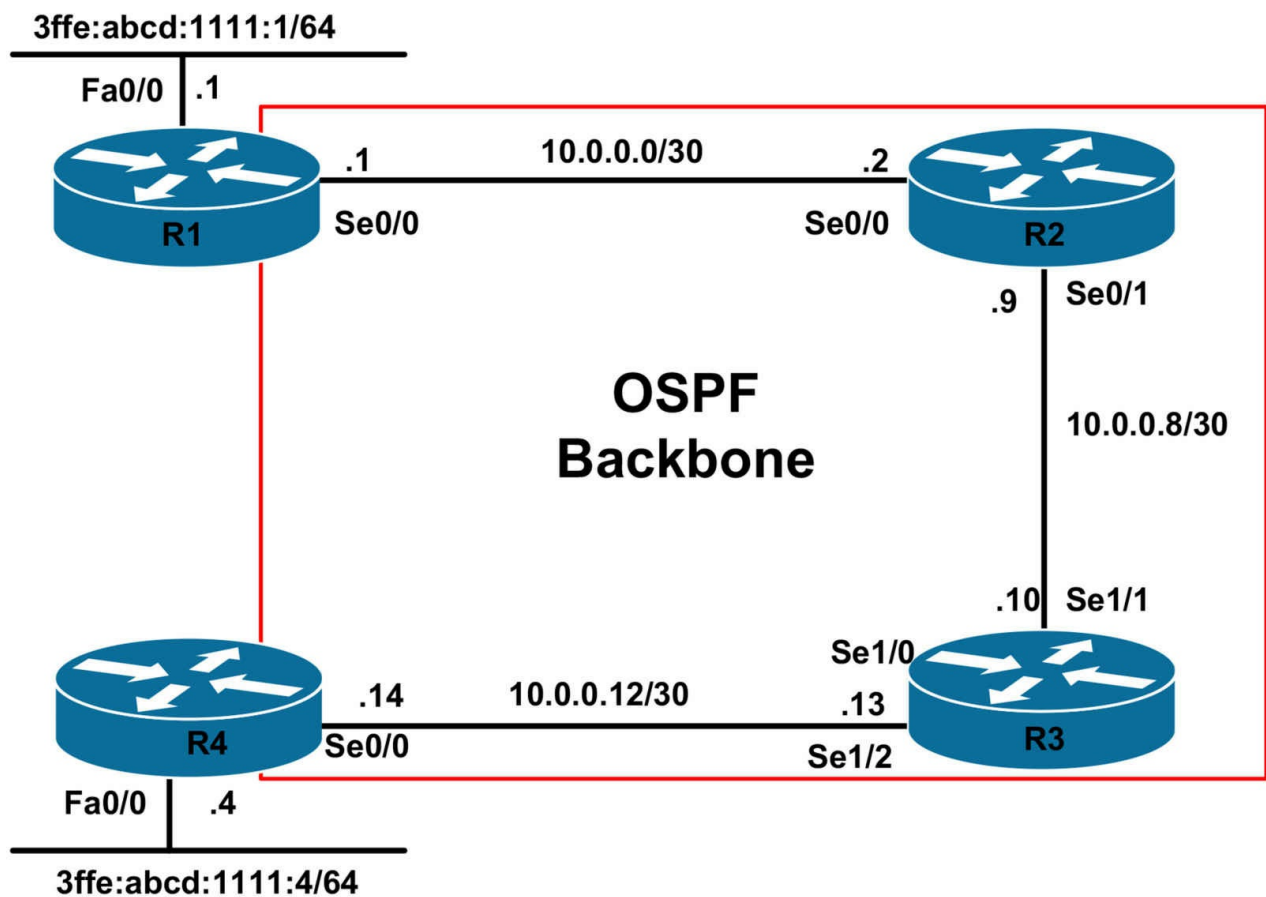 3ffe:abcd:1111:1/64
Fa0/0
.1
.1
10.0.0.0/30
.2
R1
Se0/0
Se0/0
R2
.9
Se0/1
OSPF
Backbone
10.0.0.8/30
.10
Se1/1
Se1/0
.14
10.0.0.12/30
.13
R4
Se0/0
Se1/2
R3
Fa0/0
.4
3ffe:abcd:1111:4/64